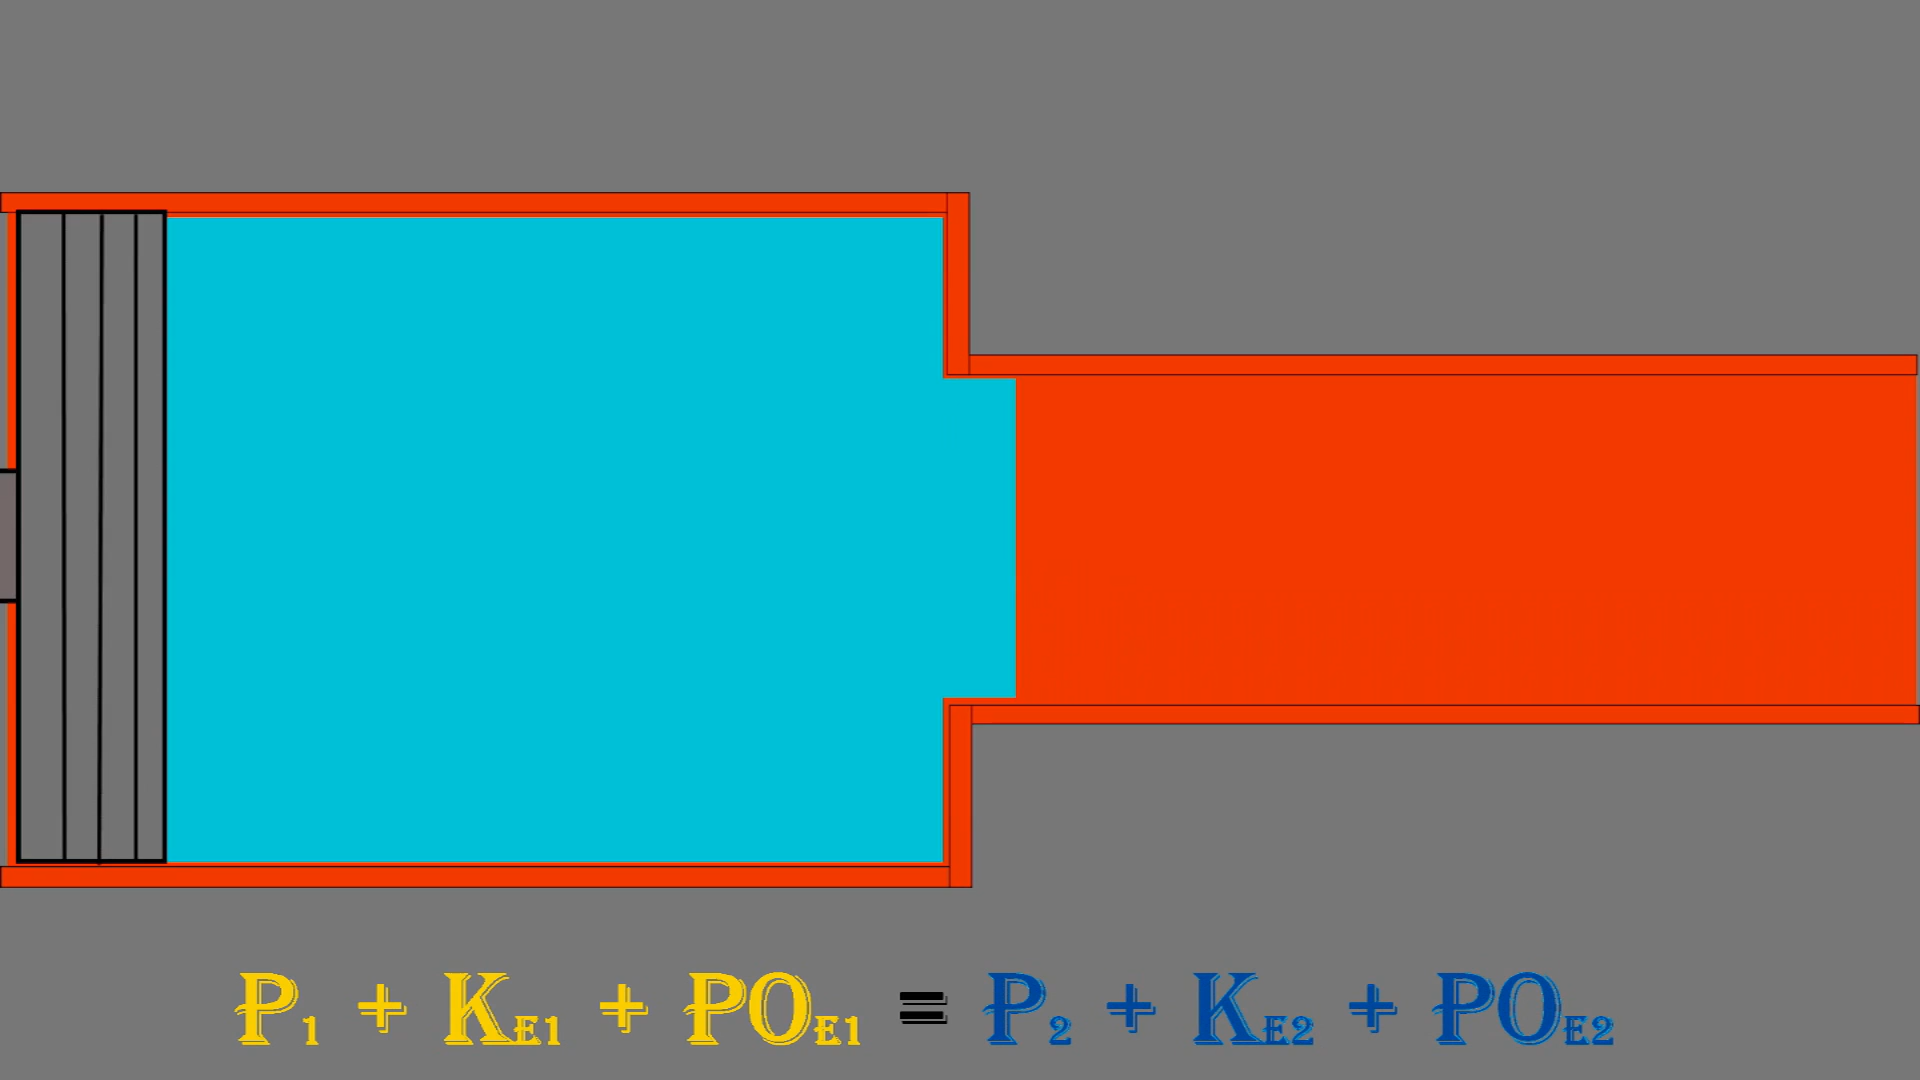 P₁ + KE1 + POE1 = P₂ + KE2 + POE2